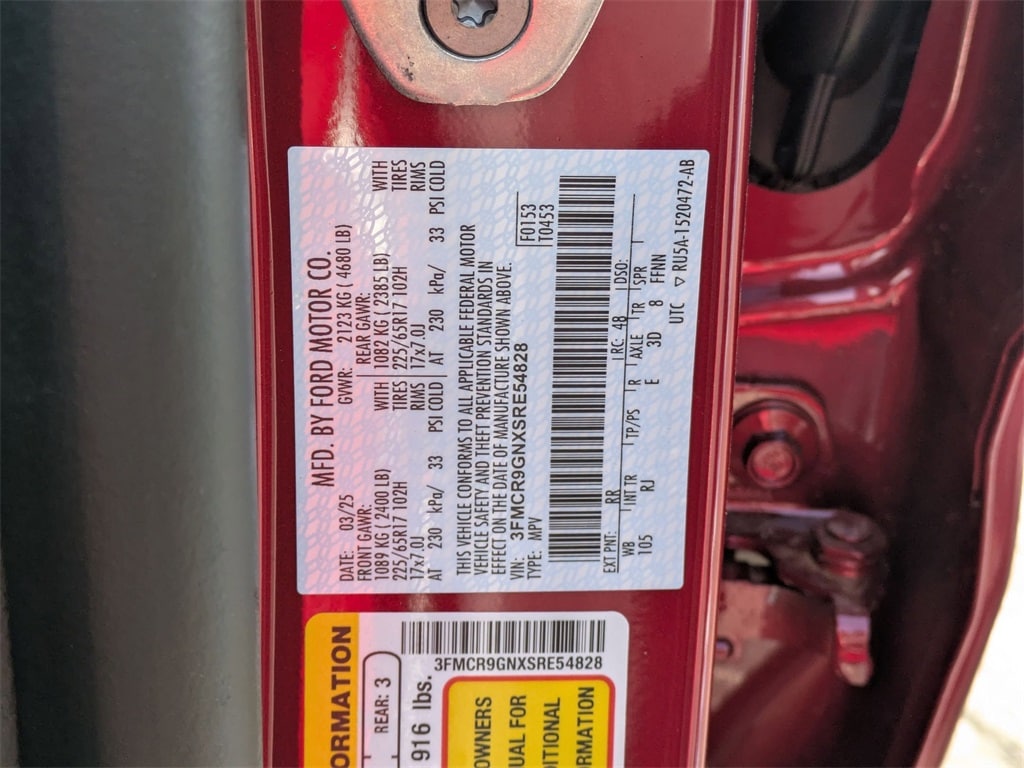 MFD. BY FORD MOTOR CO.
DATE: 03/25 GVWR: 2123 KG ( 4680 LB)
FRONT GAWR: REAR GAWR:
1089 KG ( 2400 LB) WITH 1082 KG ( 2385 LB) WITH
225/65R17 102H TIRES 225/65R17 102H TIRES
17x7.0J RIMS 17x7.0J RIMS
AT 230 kPa/ 33 PSI COLD AT 230 kPa/ 33 PSI COLD
THIS VEHICLE CONFORMS TO ALL APPLICABLE FEDERAL MOTOR
VEHICLE SAFETY AND THEFT PREVENTION STANDARDS IN
EFFECT ON THE DATE OF MANUFACTURE SHOWN ABOVE.
VIN: 3FMCR9GNXSRE54828 F0153
TYPE: MPV T0453
EXT PNT: RR RC: 48 DSO:
WB INT TR TP/PS R AXLE TR SPR
105 RJ E 3D 8 FFNN
UTC ▽ RU5A-1520472-AB
ORMATION
REAR: 3
916 lbs.
3FMCR9GNXSRE54828
OWNERS
UAL FOR
DITIONAL
ORMATION